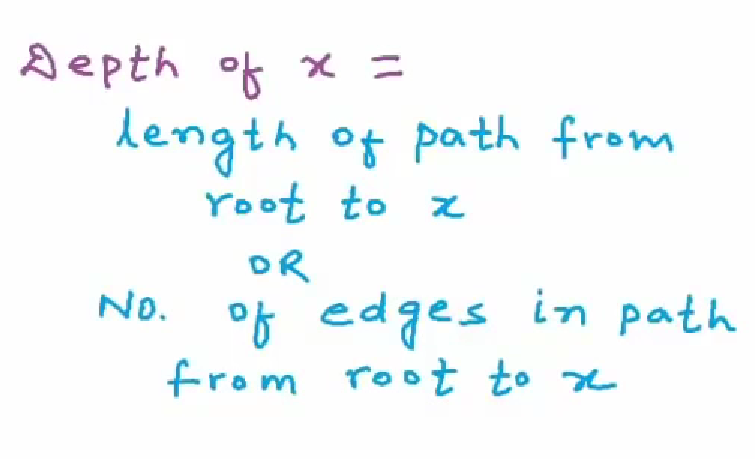 Depth of x =
length of path from
root to x
OR
No. of edges in path
from root to x